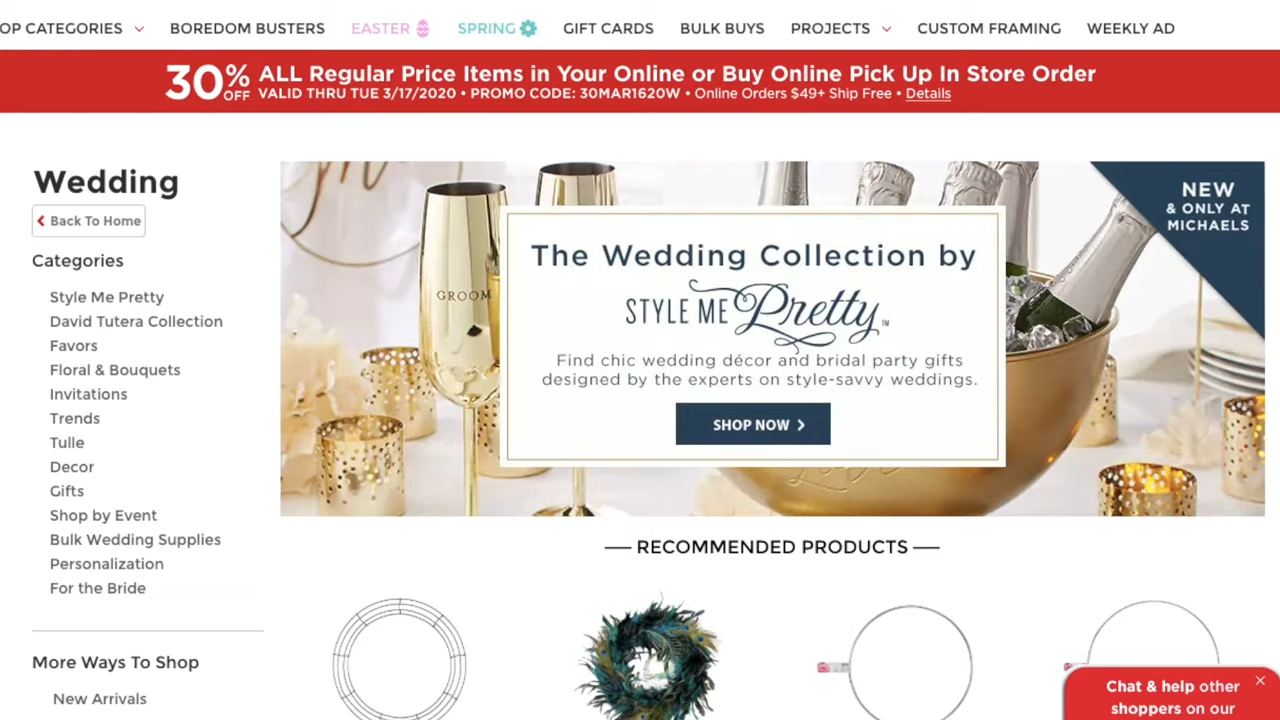 OP CATEGORIES BOREDOM BUSTERS EASTER SPRING GIFT CARDS BULK BUYS PROJECTS CUSTOM FRAMING WEEKLY AD
30% OFF ALL Regular Price Items in Your Online or Buy Online Pick Up In Store Order
VALID THRU TUE 3/17/2020 • PROMO CODE: 30MAR1620W • Online Orders $49+ Ship Free • Details
Wedding
Back To Home
Categories
Style Me Pretty
David Tutera Collection
Favors
Floral & Bouquets
Invitations
Trends
Tulle
Decor
Gifts
Shop by Event
Bulk Wedding Supplies
Personalization
For the Bride
More Ways To Shop
New Arrivals
GROOM
The Wedding Collection by
STYLE ME Pretty™
Find chic wedding décor and bridal party gifts
designed by the experts on style-savvy weddings.
SHOP NOW
NEW
& ONLY AT
MICHAELS
RECOMMENDED PRODUCTS
Chat & help other
shoppers on our